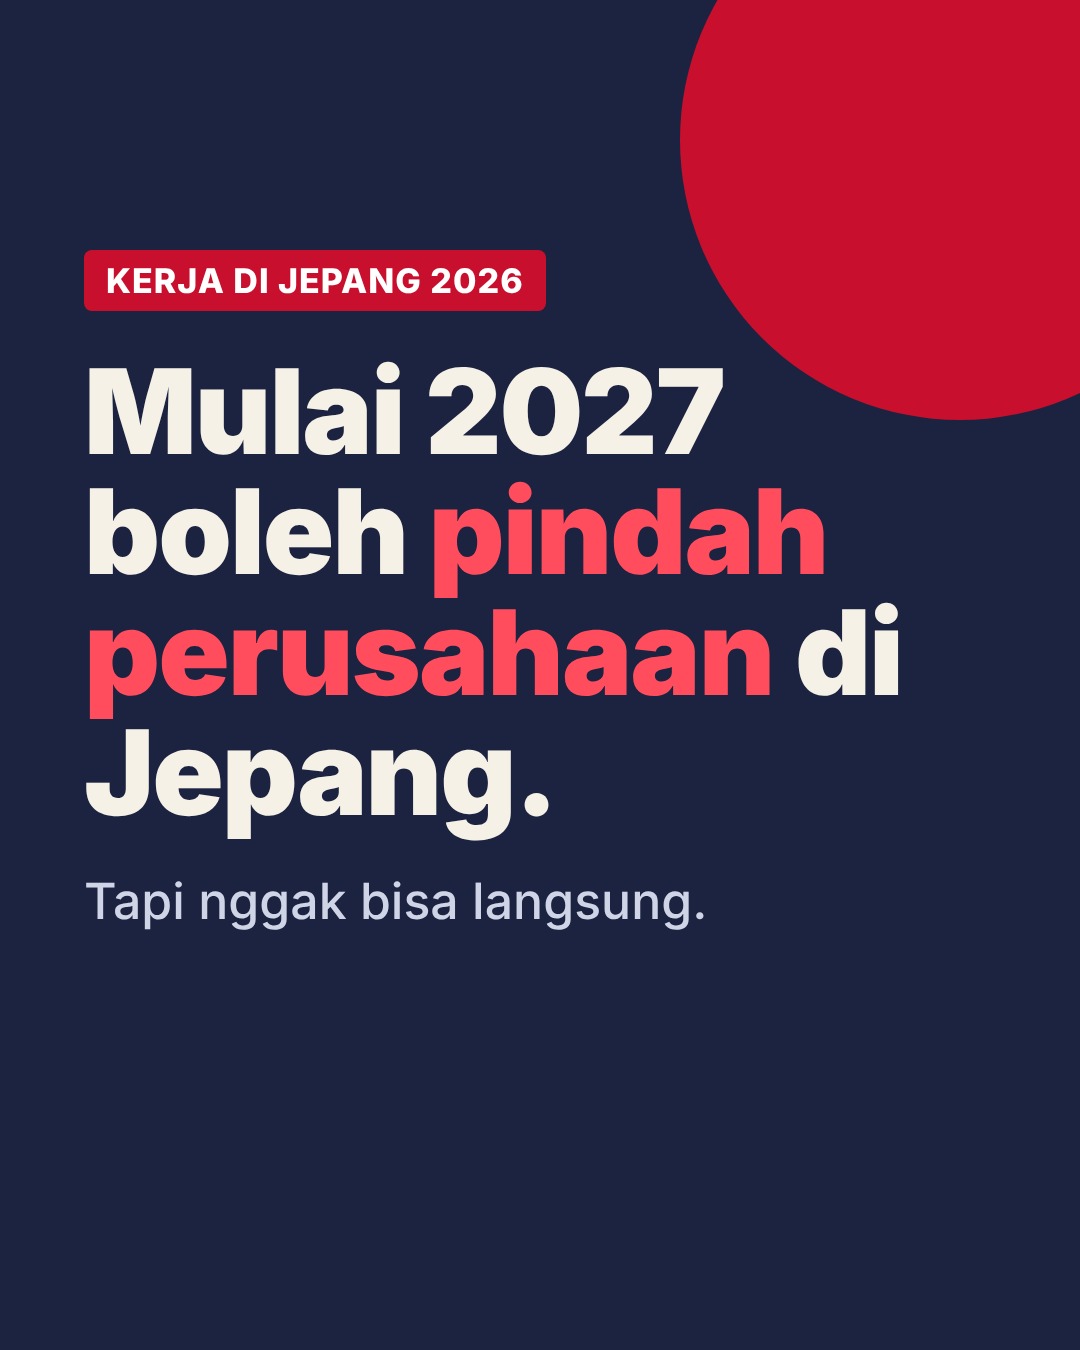 KERJA DI JEPANG 2026
Mulai 2027
boleh pindah
perusahaan di
Jepang.
Tapi nggak bisa langsung.